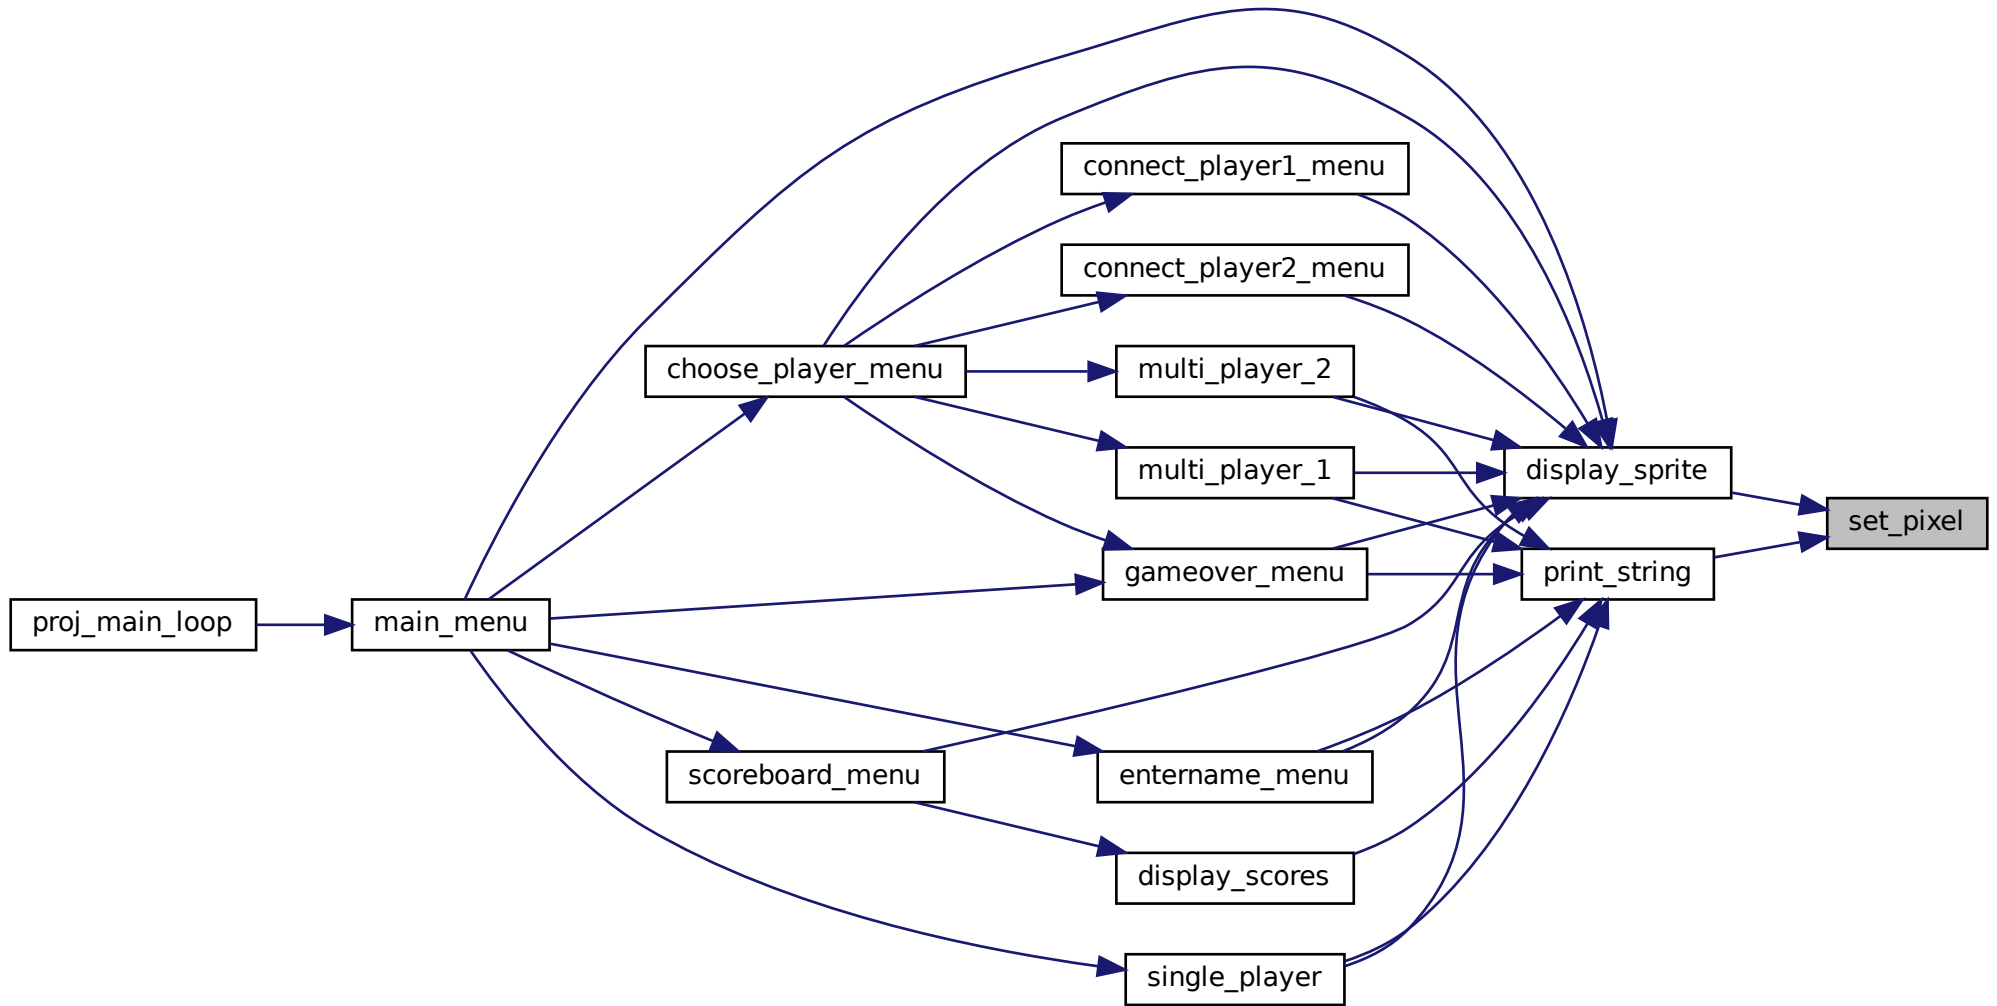 connect_player1_menu
connect_player2_menu
choose_player_menu
multi_player_2
multi_player_1
display_sprite
set_pixel
gameover_menu
print_string
proj_main_loop
main_menu
scoreboard_menu
entername_menu
display_scores
single_player